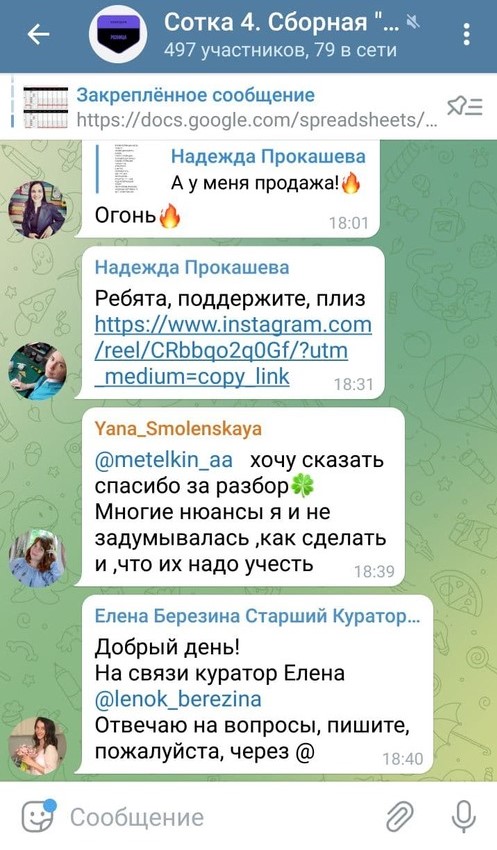 Сотка 4. Сборная "...
497 участников, 79 в сети
Закреплённое сообщение
https://docs.google.com/spreadsheets/...
Надежда Прокашева
А у меня продажа!🔥
Огонь🔥
18:01
Надежда Прокашева
Ребята, поддержите, плиз
https://www.instagram.com
/reel/CRbbqo2q0Gf/?utm
_medium=copy_link
18:31
Yana_Smolenskaya
@metelkin_aa хочу сказать
спасибо за разбор🍀
Многие нюансы я и не
задумывалась ,как сделать
и ,что их надо учесть
18:39
Елена Березина Старший Куратор...
Добрый день!
На связи куратор Елена
@lenok_berezina
Отвечаю на вопросы, пишите,
пожалуйста, через @
18:40
Сообщение